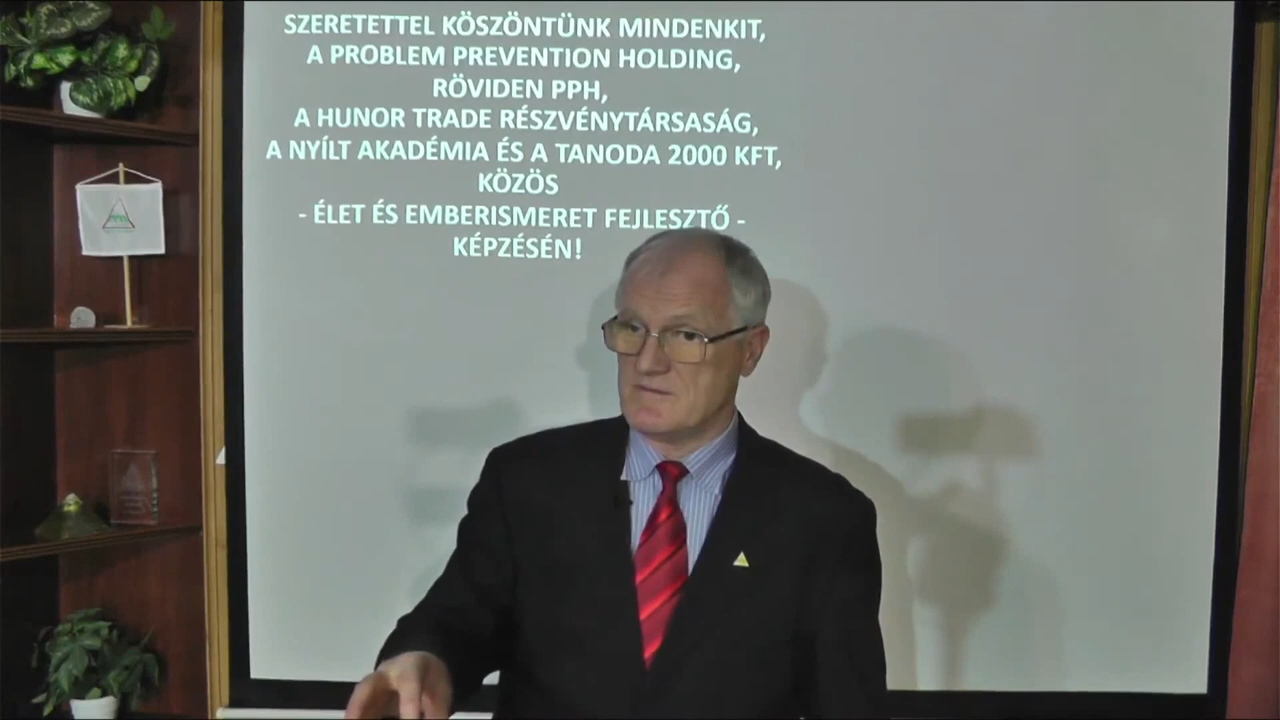 SZERETETTEL KÖSZÖNTÜNK MINDENKIT,
A PROBLEM PREVENTION HOLDING,
RÖVIDEN PPH,
A HUNOR TRADE RÉSZVÉNYTÁRSASÁG,
A NYÍLT AKADÉMIA ÉS A TANODA 2000 KFT,
KÖZÖS
- ÉLET ÉS EMBERISMERET FEJLESZTŐ -
KÉPZÉSÉN!